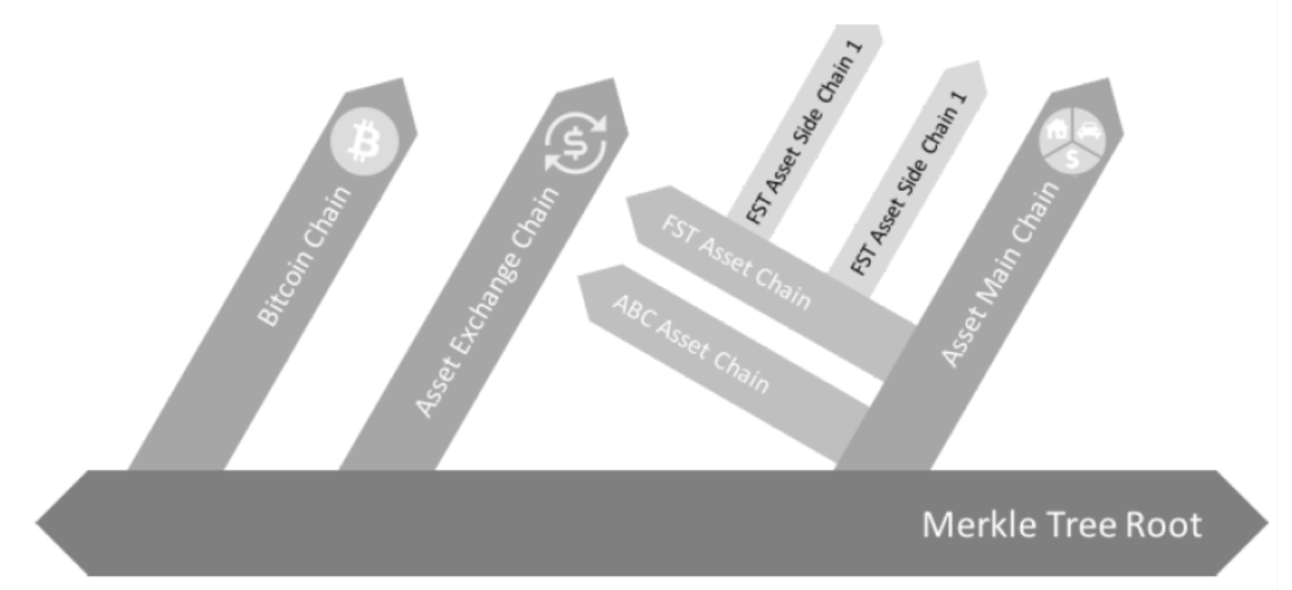 Bitcoin Chain
Asset Exchange Chain
FST Asset Side Chain 1
FST Asset Side Chain 1
FST Asset Chain
ABC Asset Chain
Asset Main Chain
Merkle Tree Root